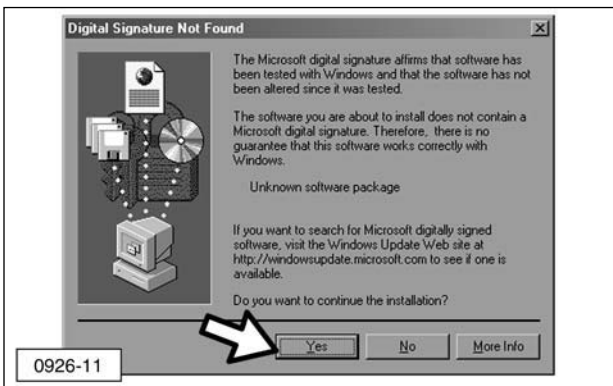 Digital Signature Not Found
The Microsoft digital signature affirms that software has
been tested with Windows and that the software has not
been altered since it was tested.
The software you are about to install does not contain a
Microsoft digital signature. Therefore, there is no
guarantee that this software works correctly with
Windows.
Unknown software package
If you want to search for Microsoft digitally signed
software, visit the Windows Update Web site at
http://windowsupdate.microsoft.com to see if one is
available.
Do you want to continue the installation?
Yes
No
More Info
0926-11